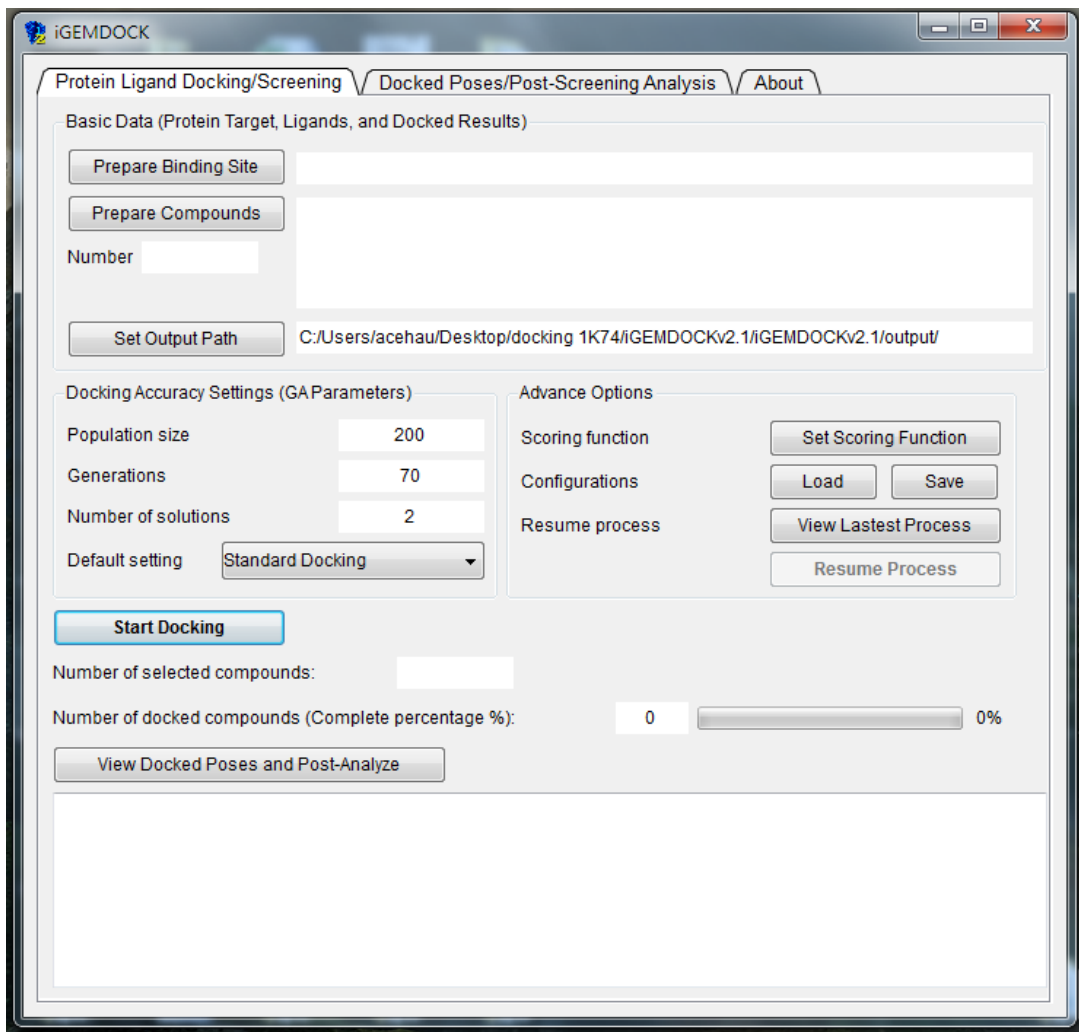 iGEMDOCK
Protein Ligand Docking/Screening Docked Poses/Post-Screening Analysis About
Basic Data (Protein Target, Ligands, and Docked Results)
Prepare Binding Site
Prepare Compounds
Number
Set Output Path C:/Users/acehau/Desktop/docking 1K74/iGEMDOCKv2.1/iGEMDOCKv2.1/output/
Docking Accuracy Settings (GA Parameters)
Population size 200
Generations 70
Number of solutions 2
Default setting Standard Docking
Advance Options
Scoring function Set Scoring Function
Configurations Load Save
Resume process View Lastest Process
Resume Process
Start Docking
Number of selected compounds:
Number of docked compounds (Complete percentage %): 0 0%
View Docked Poses and Post-Analyze